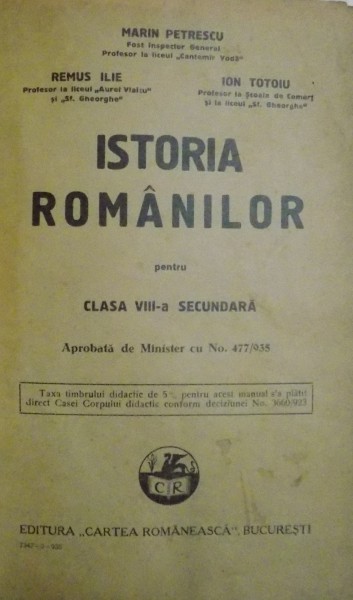 MARIN PETRESCU
Fost Inspector General
Profesor la liceul „Cantemir Vodă"
REMUS ILIE
Profesor la liceul „Aurel Vlaicu"
și „Sf. Gheorghe"
ION TOTOIU
Profesor la Școala de Comerț
și la liceul „Sf. Gheorghe"
ISTORIA
ROMÂNILOR
pentru
CLASA VIII-a SECUNDARĂ
Aprobată de Minister cu No. 477/935
Taxa timbrului didactic de 5% pentru acest manual s'a plătit
direct Casei Corpului didactic conform deciziunei No. 3660/923
C R
EDITURA „CARTEA ROMÂNEASCĂ", BUCUREȘTI